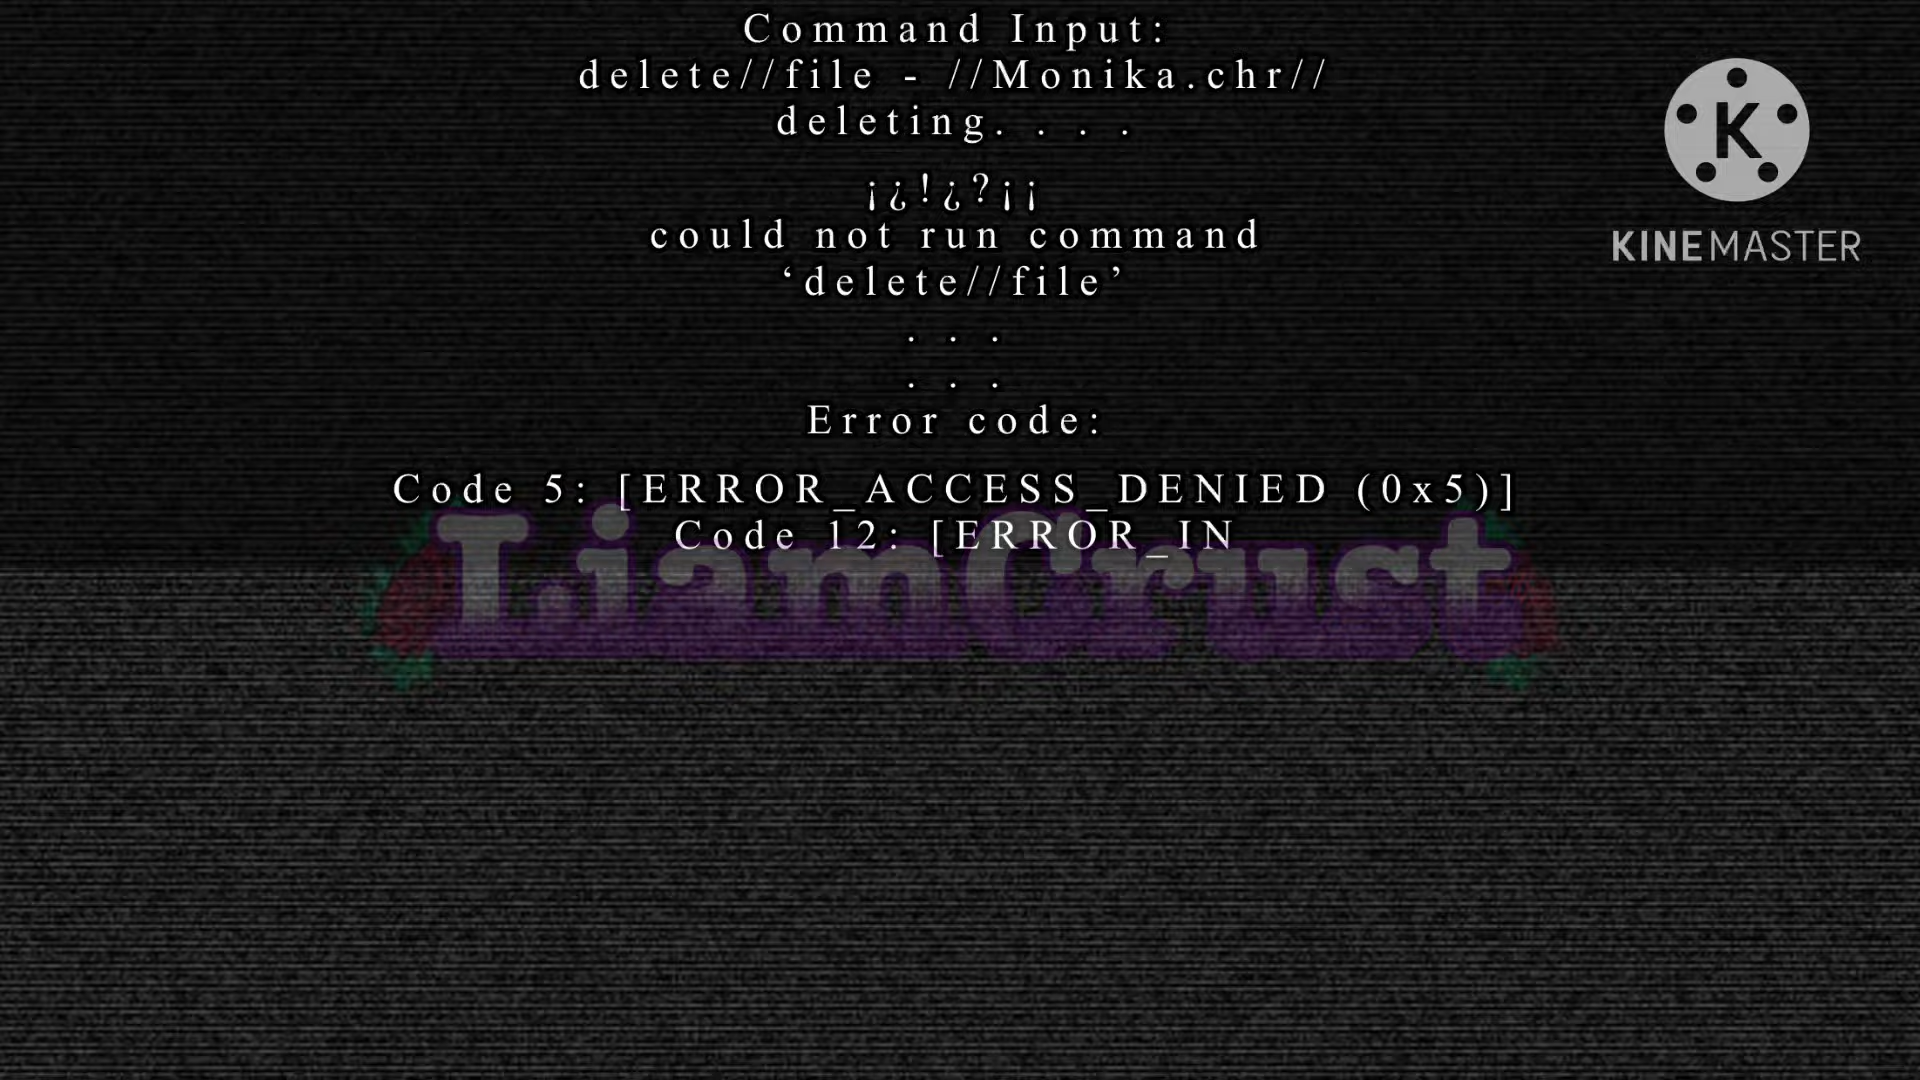 Command Input:
delete//file - //Monika.chr//
deleting. . . .
¡¿!¿?¡¡
could not run command
‘delete//file’
. . .
. . .
Error code:
Code 5: [ERROR_ACCESS_DENIED (0x5)]
Code 12: [ERROR_IN
LiamCrust
K
KINEMASTER